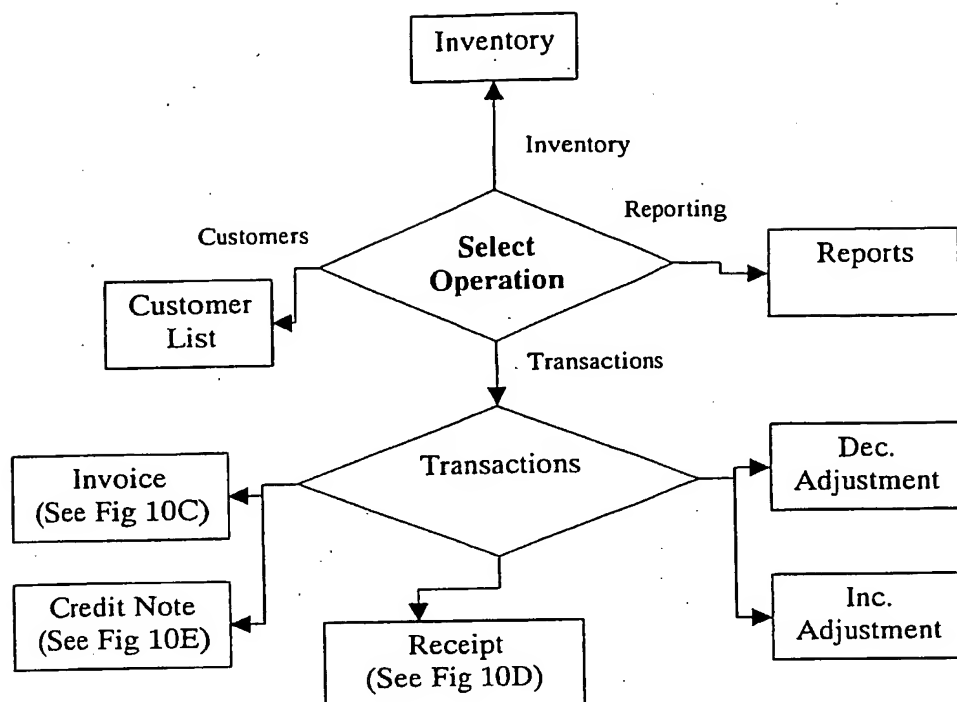 Inventory
Inventory
Reporting
Customers
Select
Operation
Reports
Customer
List
Transactions
Transactions
Dec.
Adjustment
Invoice
(See Fig 10C)
Credit Note
(See Fig 10E)
Receipt
(See Fig 10D)
Inc.
Adjustment